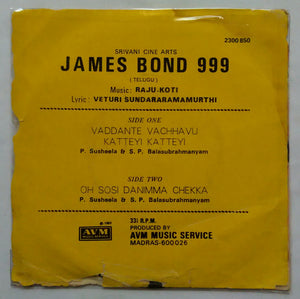 2300850
SRIVANI CINE ARTS
JAMES BOND 999
(TELUGU)
Music: RAJU-KOTI
Lyric: VETURI SUNDARARAMAMURTHI
SIDE ONE
VADDANTE VACHHAVU
KATTEYI KATTEYI
P. Susheela & S. P. Balasubrahmanyam
SIDE TWO
OH SOSI DANIMMA CHEKKA
P. Susheela & S. P. Balasubrahmanyam
AVM
33⅓ R.P.M.
PRODUCED BY
AVM MUSIC SERVICE
MADRAS-600026